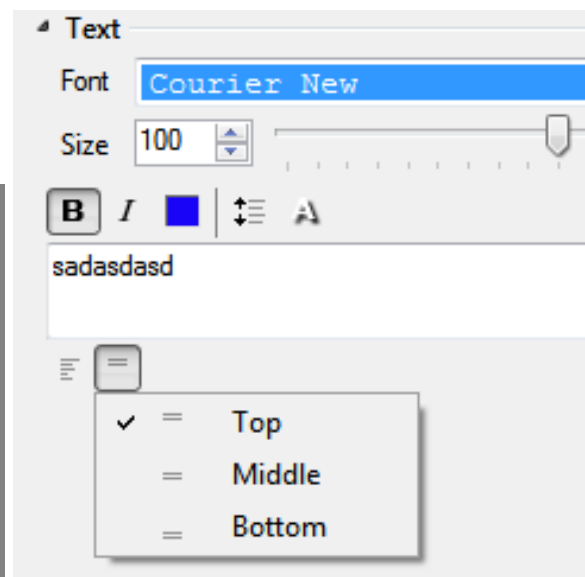 Text
Font Courier New
Size 100
B I A
sadasdasd
Top
Middle
Bottom